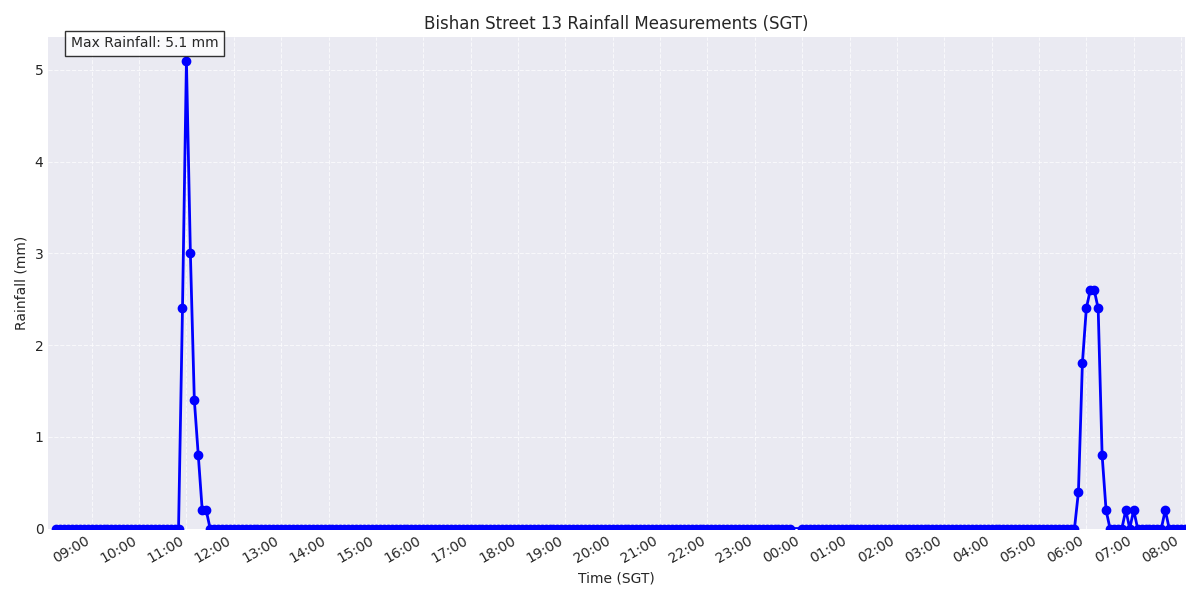 Bishan Street 13 Rainfall Measurements (SGT)
Max Rainfall: 5.1 mm
Rainfall (mm)
5
4
3
2
1
0
09:00 10:00 11:00 12:00 13:00 14:00 15:00 16:00 17:00 18:00 19:00 20:00 21:00 22:00 23:00 00:00 01:00 02:00 03:00 04:00 05:00 06:00 07:00 08:00
Time (SGT)